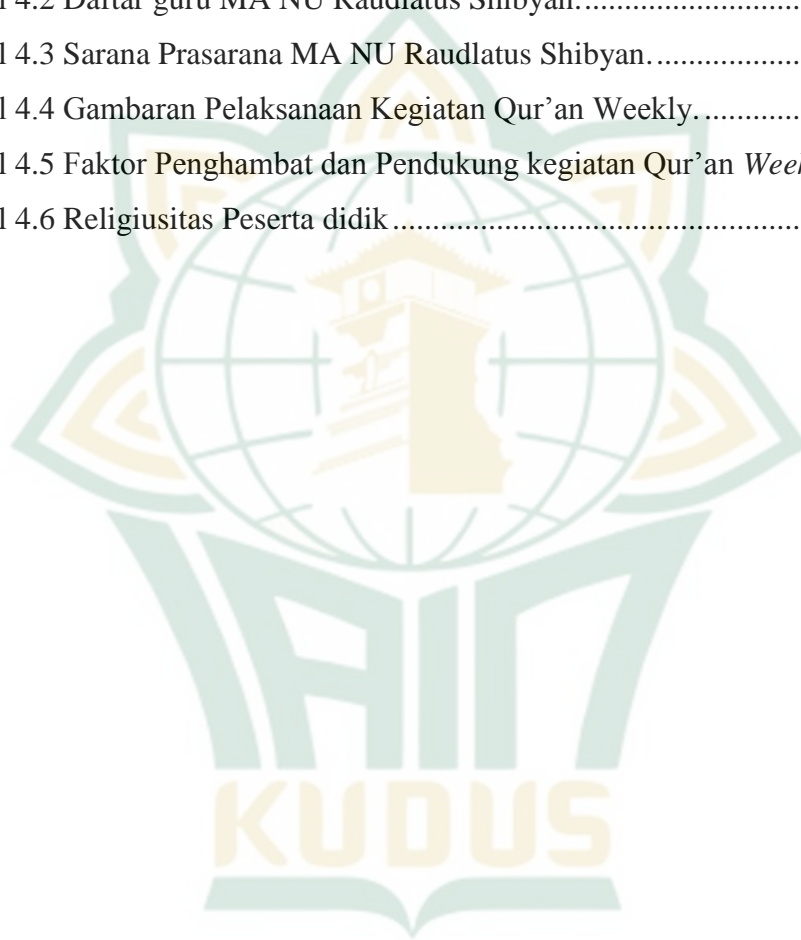 l 4.2 Daftar guru MA NU Raudlatus Shibyan.........................
l 4.3 Sarana Prasarana MA NU Raudlatus Shibyan.................
l 4.4 Gambaran Pelaksanaan Kegiatan Qur’an Weekly............
l 4.5 Faktor Penghambat dan Pendukung kegiatan Qur’an Week
l 4.6 Religiusitas Peserta didik................................................
IAIN
KUDUS